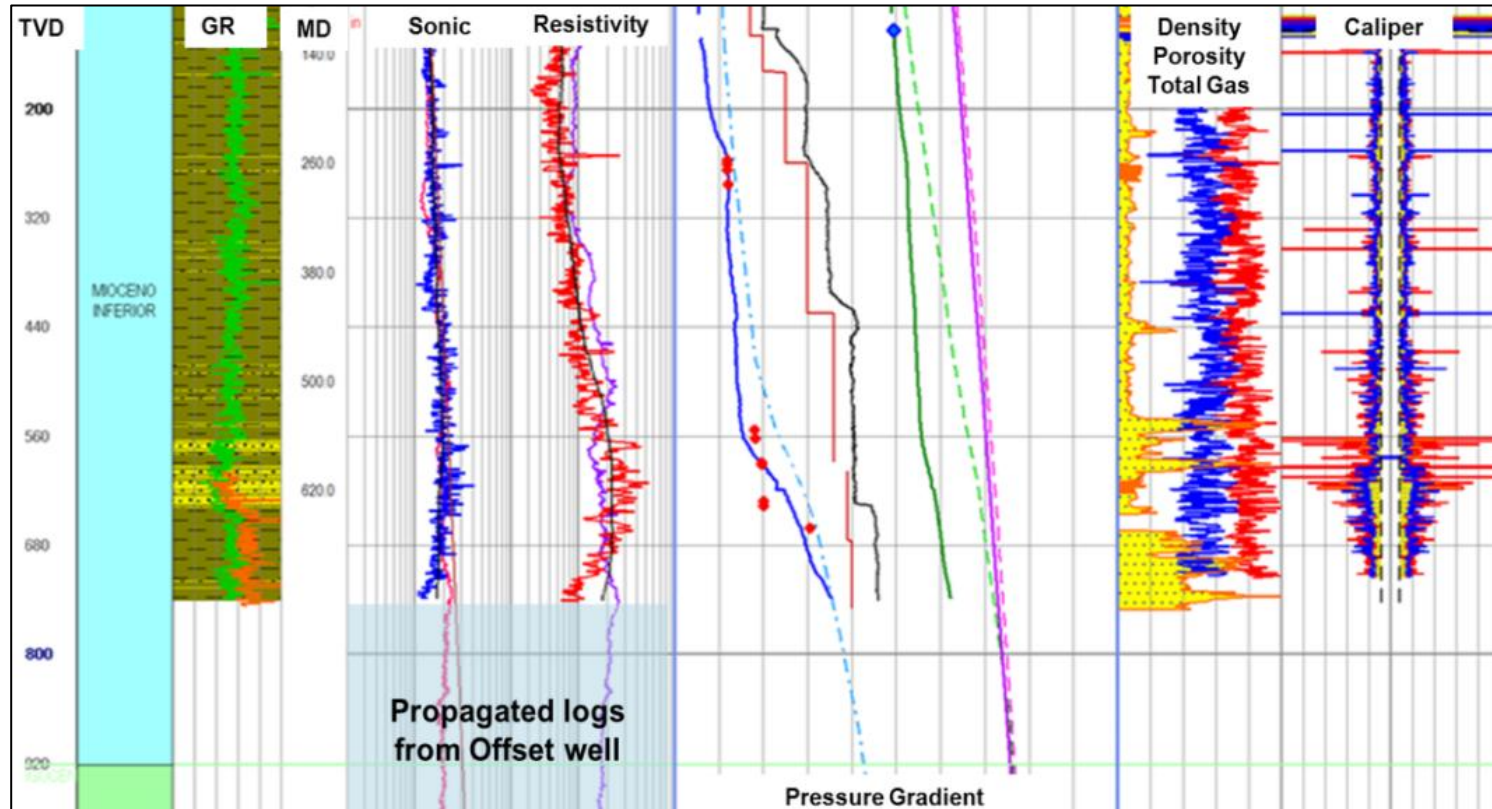 TVD
GR
MD
Sonic
Resistivity
Density
Porosity
Total Gas
Caliper
140.0
200
260.0
320
380.0
MIOCENO
INFERIOR
440
500.0
560
620.0
680
800
Propagated logs
from Offset well
Pressure Gradient